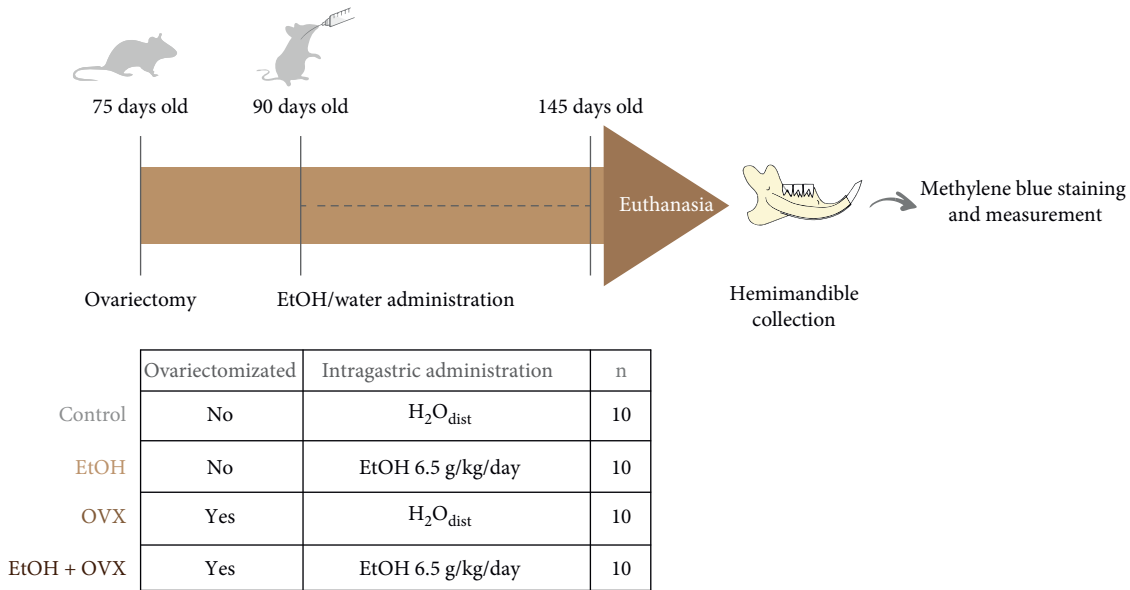 75 days old
90 days old
145 days old
Euthanasia
Methylene blue staining
and measurement
Ovariectomy
EtOH/water administration
Hemimandible
collection
Ovariectomizated Intragastric administration n
Control No H₂O_dist 10
EtOH No EtOH 6.5 g/kg/day 10
OVX Yes H₂O_dist 10
EtOH + OVX Yes EtOH 6.5 g/kg/day 10